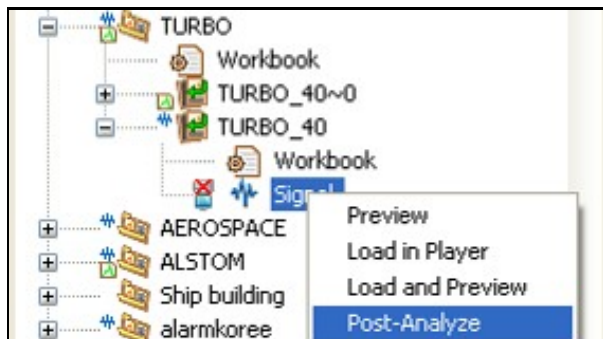 TURBO
Workbook
TURBO_40~0
TURBO_40
Workbook
Signal
AEROSPACE
ALSTOM
Ship building
alarmkoree
Preview
Load in Player
Load and Preview
Post-Analyze